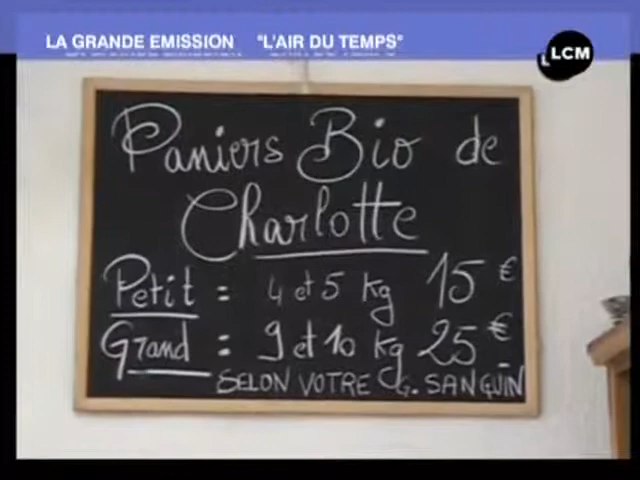 LA GRANDE EMISSION "L'AIR DU TEMPS"
LCM
Paniers Bio de
Charlotte
Petit = 4 et 5 kg 15 €
Grand = 9 et 10 kg 25 €
SELON VOTRE G. SANGUIN